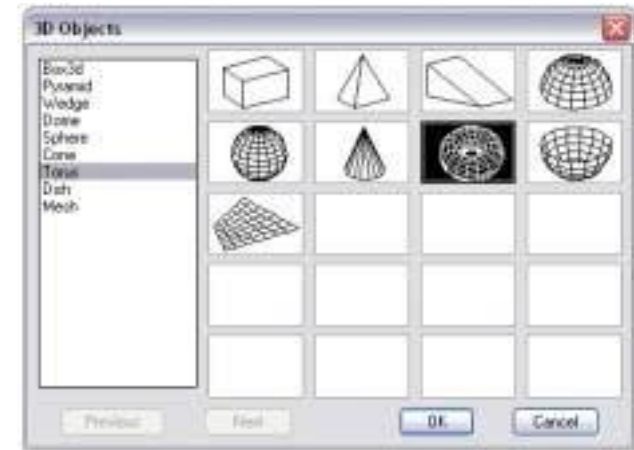 3D Objects
Box3d
Pyramid
Wedge
Dome
Sphere
Cone
Torus
Dish
Mesh
Previous
Next
OK
Cancel